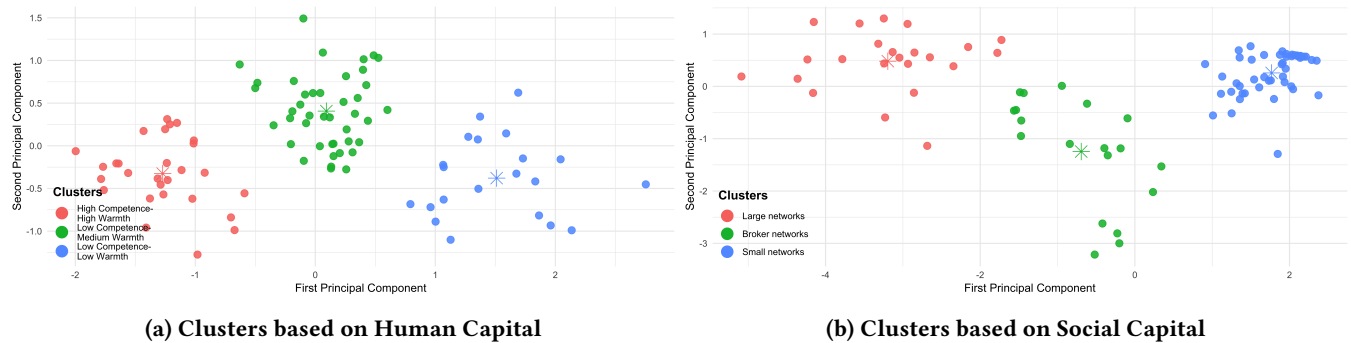 1.5
1.0
0.5
0.0
-0.5
-1.0
Second Principal Component
Clusters
High Competence-
High Warmth
Low Competence-
Medium Warmth
Low Competence-
Low Warmth
-2
-1
0
1
2
First Principal Component
(a) Clusters based on Human Capital
1
0
-1
-2
-3
Second Principal Component
Clusters
Large networks
Broker networks
Small networks
-4
-2
0
2
First Principal Component
(b) Clusters based on Social Capital